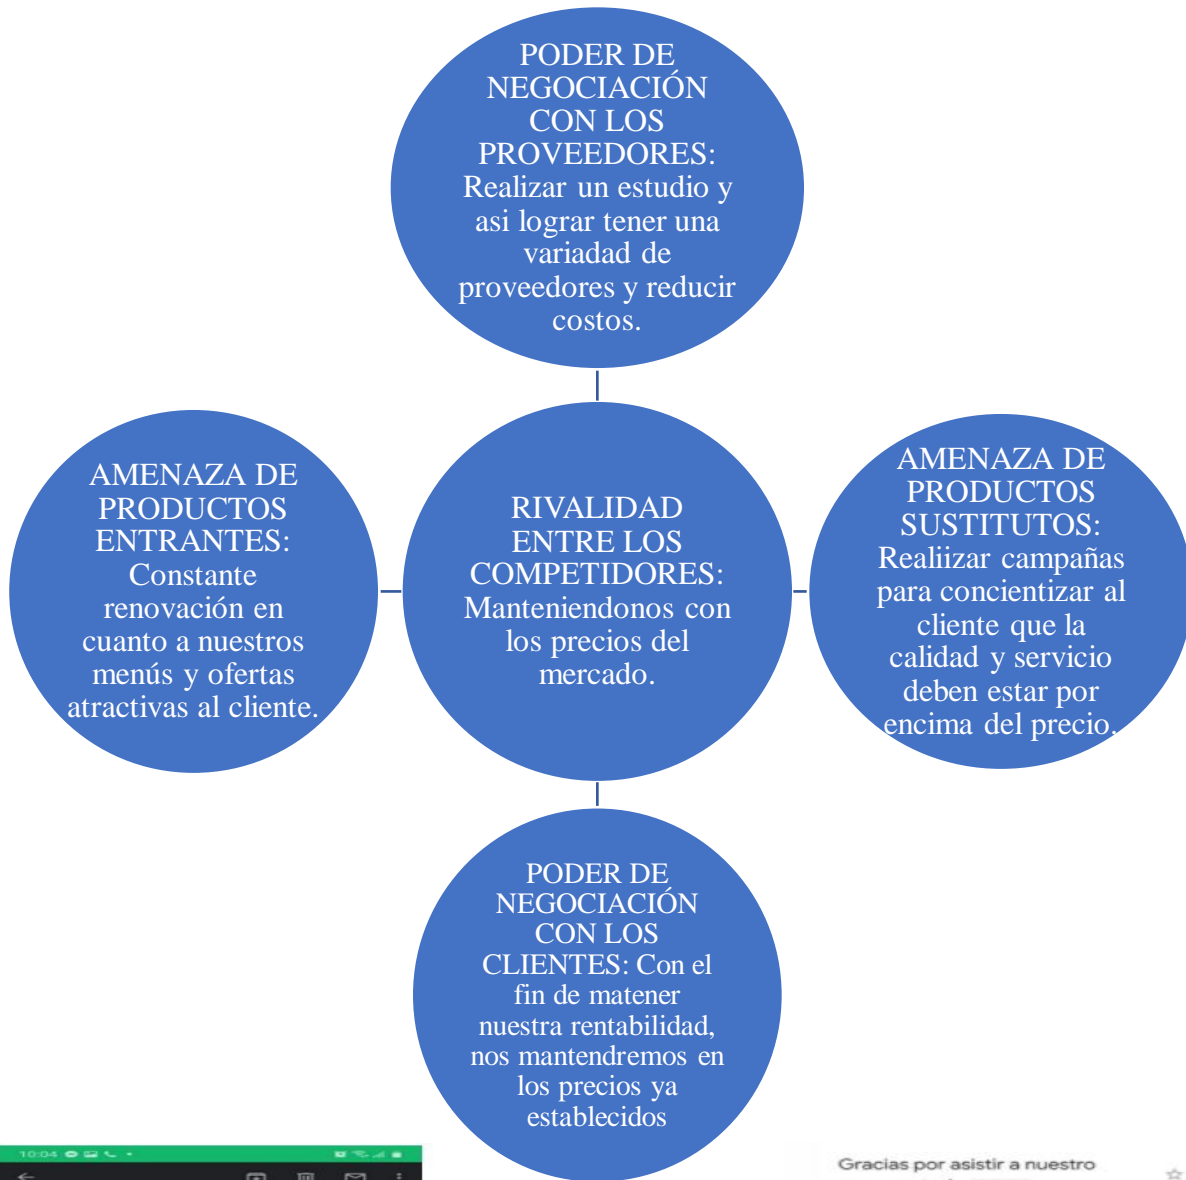 PODER DE
NEGOCIACIÓN
CON LOS
PROVEEDORES:
Realizar un estudio y
asi lograr tener una
variadad de
proveedores y reducir
costos.
AMENAZA DE
PRODUCTOS
ENTRANTES:
Constante
renovación en
cuanto a nuestros
menús y ofertas
atractivas al cliente.
RIVALIDAD
ENTRE LOS
COMPETIDORES:
Manteniendonos con
los precios del
mercado.
AMENAZA DE
PRODUCTOS
SUSTITUTOS:
Realiizar campañas
para concientizar al
cliente que la
calidad y servicio
deben estar por
encima del precio.
PODER DE
NEGOCIACIÓN
CON LOS
CLIENTES: Con el
fin de matener
nuestra rentabilidad,
nos mantendremos en
los precios ya
establecidos
10:04
Gracias por asistir a nuestro